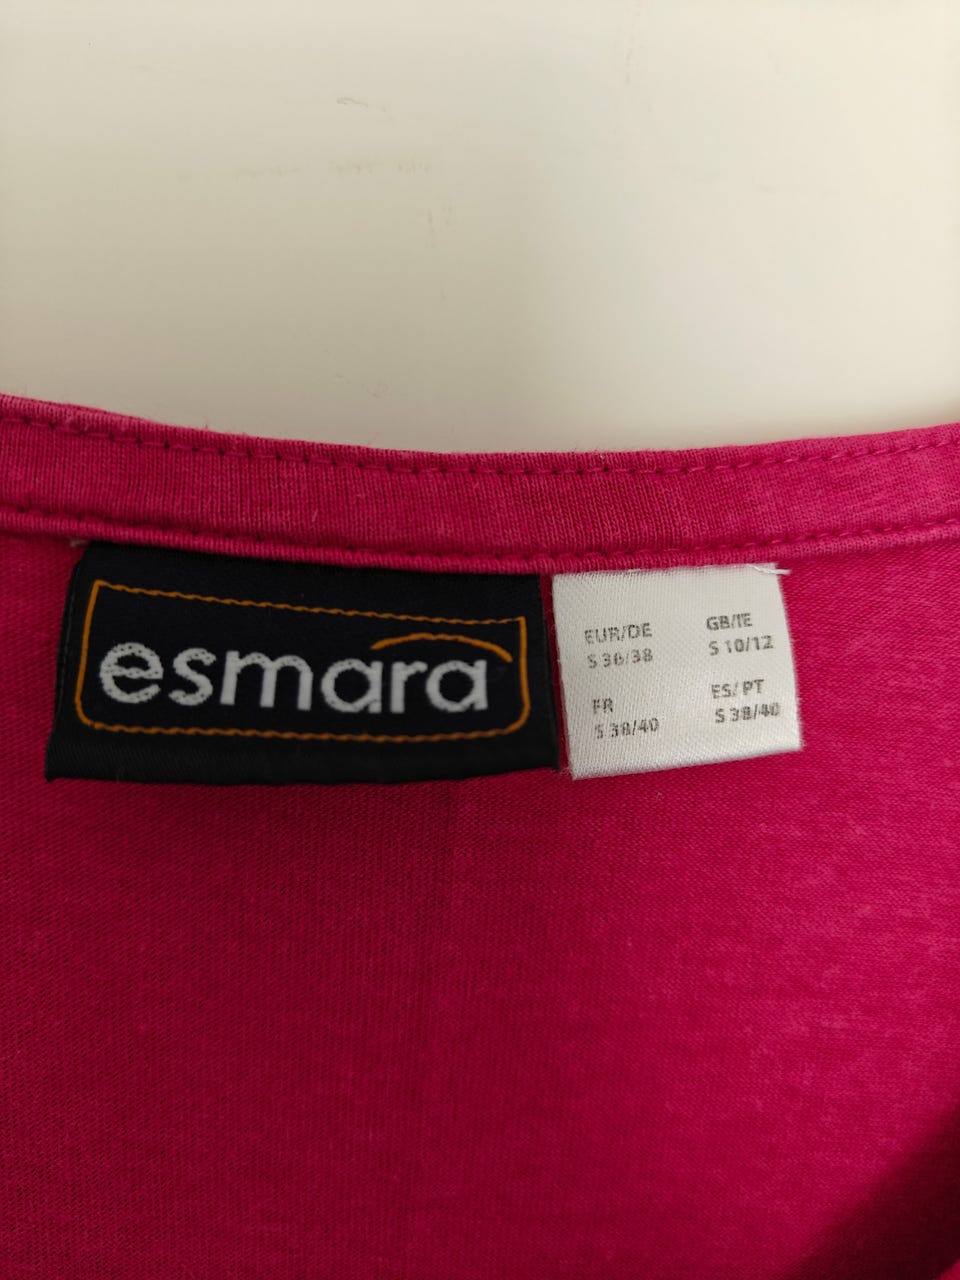 esmara
EUR/DE
S 36/38
GB/IE
S 10/12
FR
S 38/40
ES/PT
S 38/40